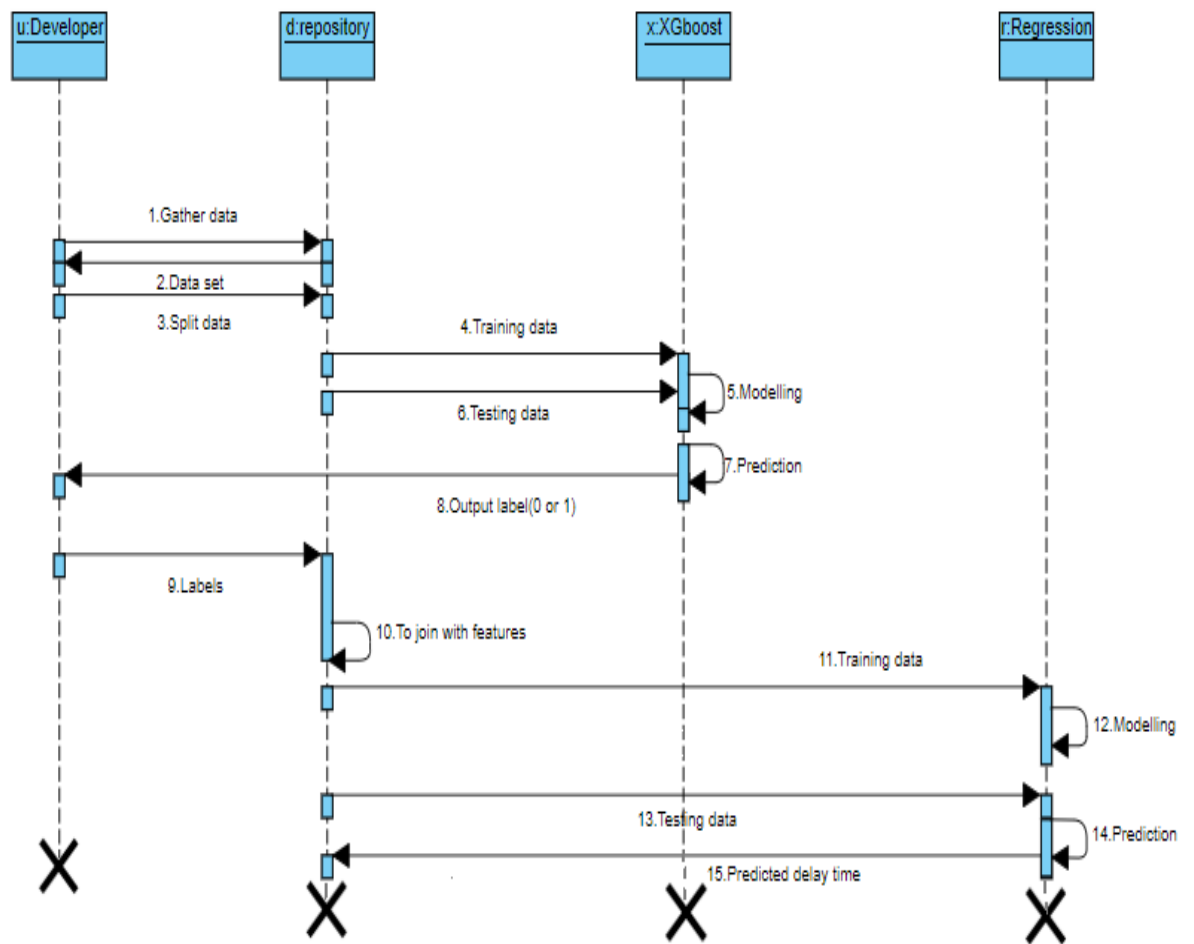 u:Developer
d:repository
x:XGboost
r:Regression
1.Gather data
2.Data set
3.Split data
4.Training data
5.Modelling
6.Testing data
7.Prediction
8.Output label(0 or 1)
9.Labels
10.To join with features
11.Training data
12.Modelling
13.Testing data
14.Prediction
15.Predicted delay time